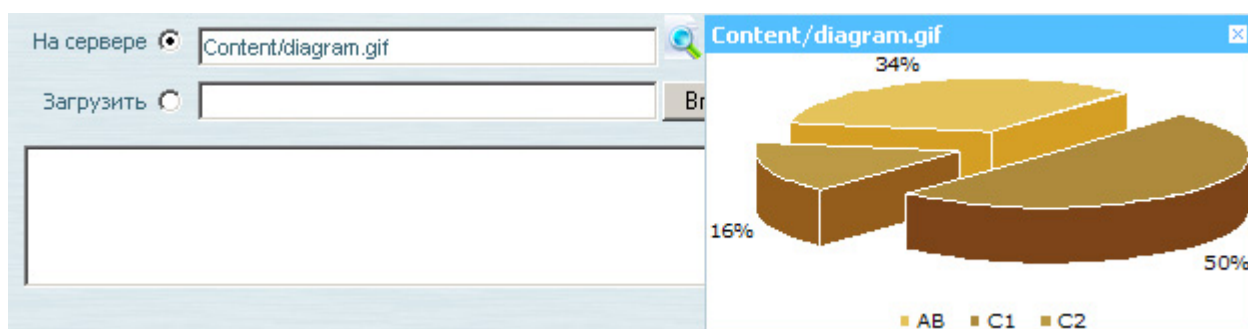 На сервере
Content/diagram.gif
Загрузить
Content/diagram.gif
34%
16%
50%
AB C1 C2